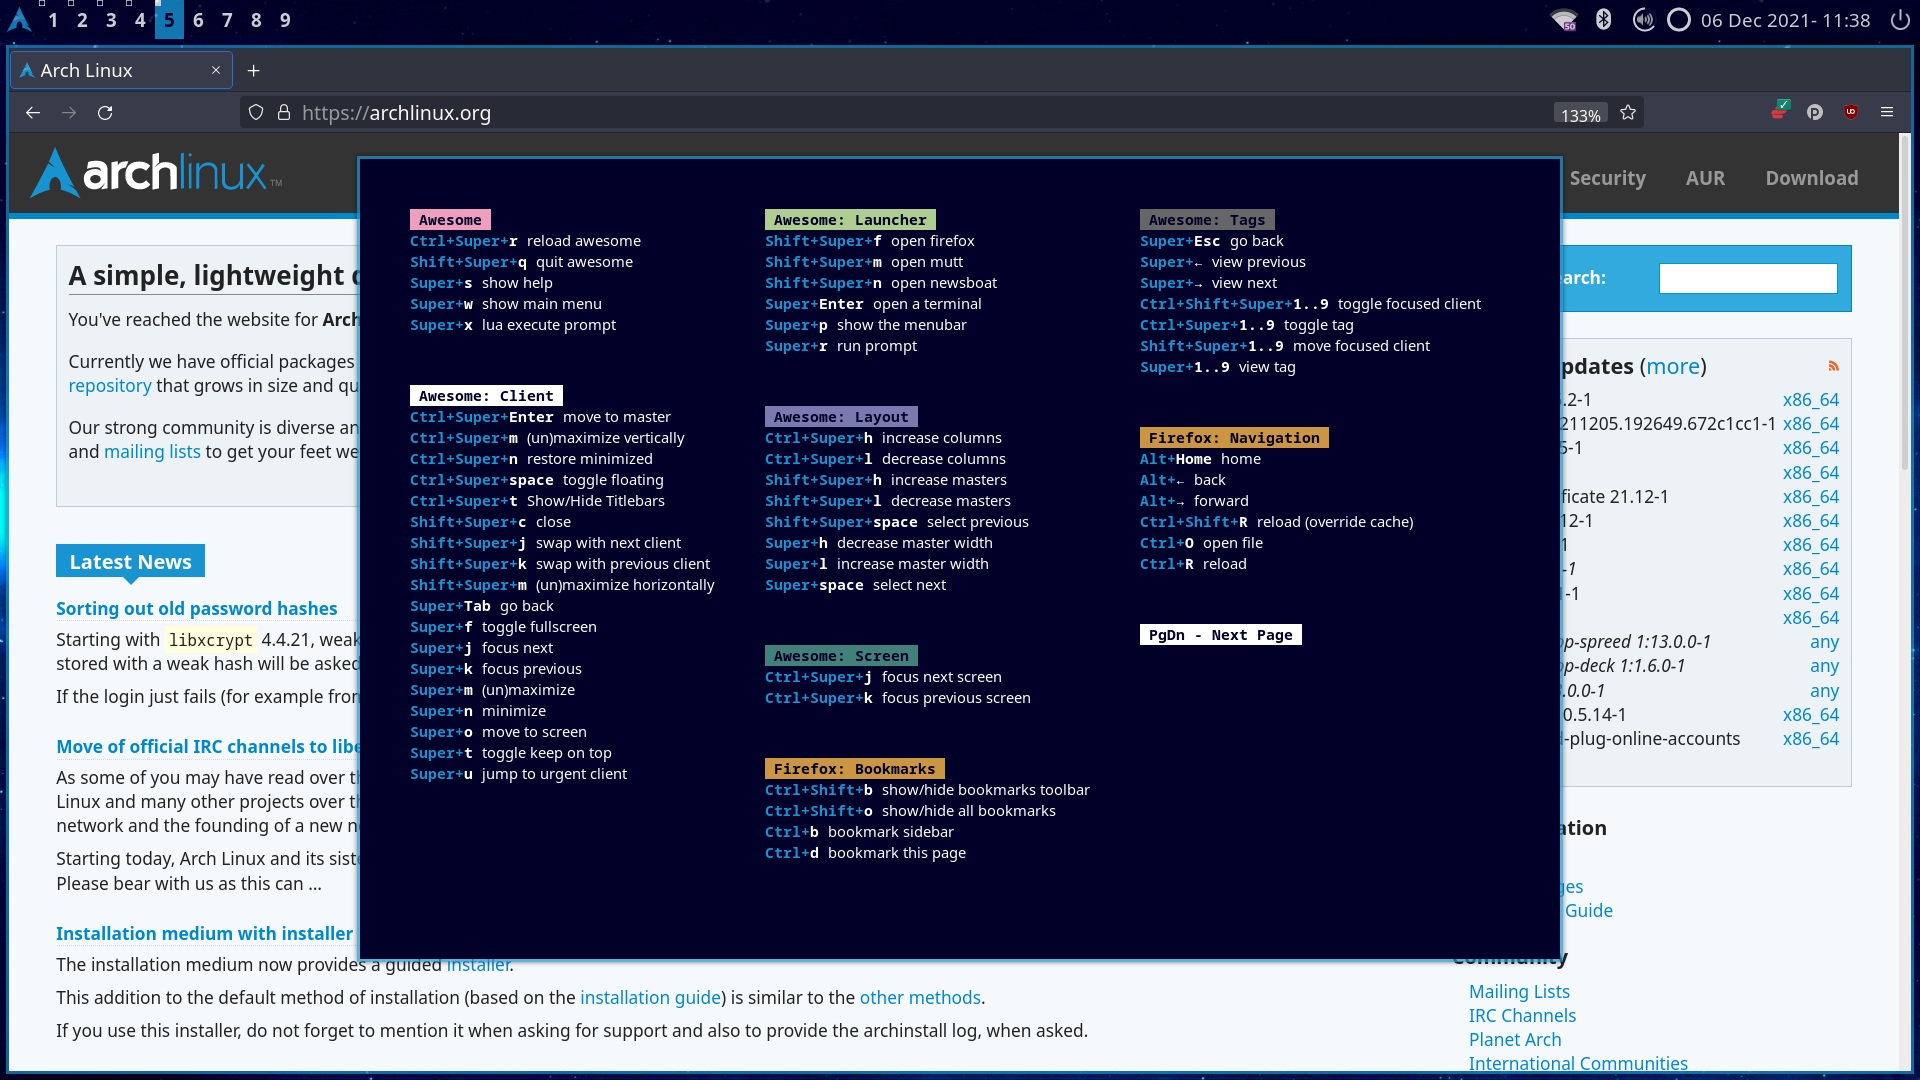 1 2 3 4 5 6 7 8 9
50
06 Dec 2021- 11:38
Arch Linux
https://archlinux.org
133%
archlinux™
Security AUR Download
A simple, lightweight
You've reached the website for Arch
Currently we have official packages
repository that grows in size and
Our strong community is diverse
and mailing lists to get your feet
Latest News
Sorting out old password hashes
Starting with libxcrypt 4.4.21, weak
stored with a weak hash will be asked
If the login just fails (for example from
Move of official IRC channels to
As some of you may have read over
Linux and many other projects over
network and the founding of a new
Starting today, Arch Linux and its
Please bear with us as this can ...
Installation medium with installer
The installation medium now provides a guided installer.
This addition to the default method of installation (based on the installation guide) is similar to the other methods.
If you use this installer, do not forget to mention it when asking for support and also to provide the archinstall log, when asked.
Awesome
Ctrl+Super+r reload awesome
Shift+Super+q quit awesome
Super+s show help
Super+w show main menu
Super+x lua execute prompt
Awesome: Client
Ctrl+Super+Enter move to master
Ctrl+Super+m (un)maximize vertically
Ctrl+Super+n restore minimized
Ctrl+Super+space toggle floating
Ctrl+Super+t Show/Hide Titlebars
Shift+Super+c close
Shift+Super+j swap with next client
Shift+Super+k swap with previous client
Shift+Super+m (un)maximize horizontally
Super+Tab go back
Super+f toggle fullscreen
Super+j focus next
Super+k focus previous
Super+m (un)maximize
Super+n minimize
Super+o move to screen
Super+t toggle keep on top
Super+u jump to urgent client
Awesome: Launcher
Shift+Super+f open firefox
Shift+Super+m open mutt
Shift+Super+n open newsboat
Super+Enter open a terminal
Super+p show the menubar
Super+r run prompt
Awesome: Layout
Ctrl+Super+h increase columns
Ctrl+Super+l decrease columns
Shift+Super+h increase masters
Shift+Super+l decrease masters
Shift+Super+space select previous
Super+h decrease master width
Super+l increase master width
Super+space select next
Awesome: Screen
Ctrl+Super+j focus next screen
Ctrl+Super+k focus previous screen
Firefox: Bookmarks
Ctrl+Shift+b show/hide bookmarks toolbar
Ctrl+Shift+o show/hide all bookmarks
Ctrl+b bookmark sidebar
Ctrl+d bookmark this page
Awesome: Tags
Super+Esc go back
Super+← view previous
Super+→ view next
Ctrl+Shift+Super+1..9 toggle focused client
Ctrl+Super+1..9 toggle tag
Shift+Super+1..9 move focused client
Super+1..9 view tag
Firefox: Navigation
Alt+Home home
Alt+← back
Alt+→ forward
Ctrl+Shift+R reload (override cache)
Ctrl+O open file
Ctrl+R reload
PgDn - Next Page
earch:
pdates (more)
.2-1 x86_64
211205.192649.672c1cc1-1 x86_64
5-1 x86_64
x86_64
ficate 21.12-1 x86_64
12-1 x86_64
x86_64
-1 x86_64
-1 x86_64
x86_64
pp-spreed 1:13.0.0-1 any
pp-deck 1:1.6.0-1 any
.0.0-1 any
0.5.14-1 x86_64
-plug-online-accounts x86_64
ation
ges
Guide
Community
Mailing Lists
IRC Channels
Planet Arch
International Communities